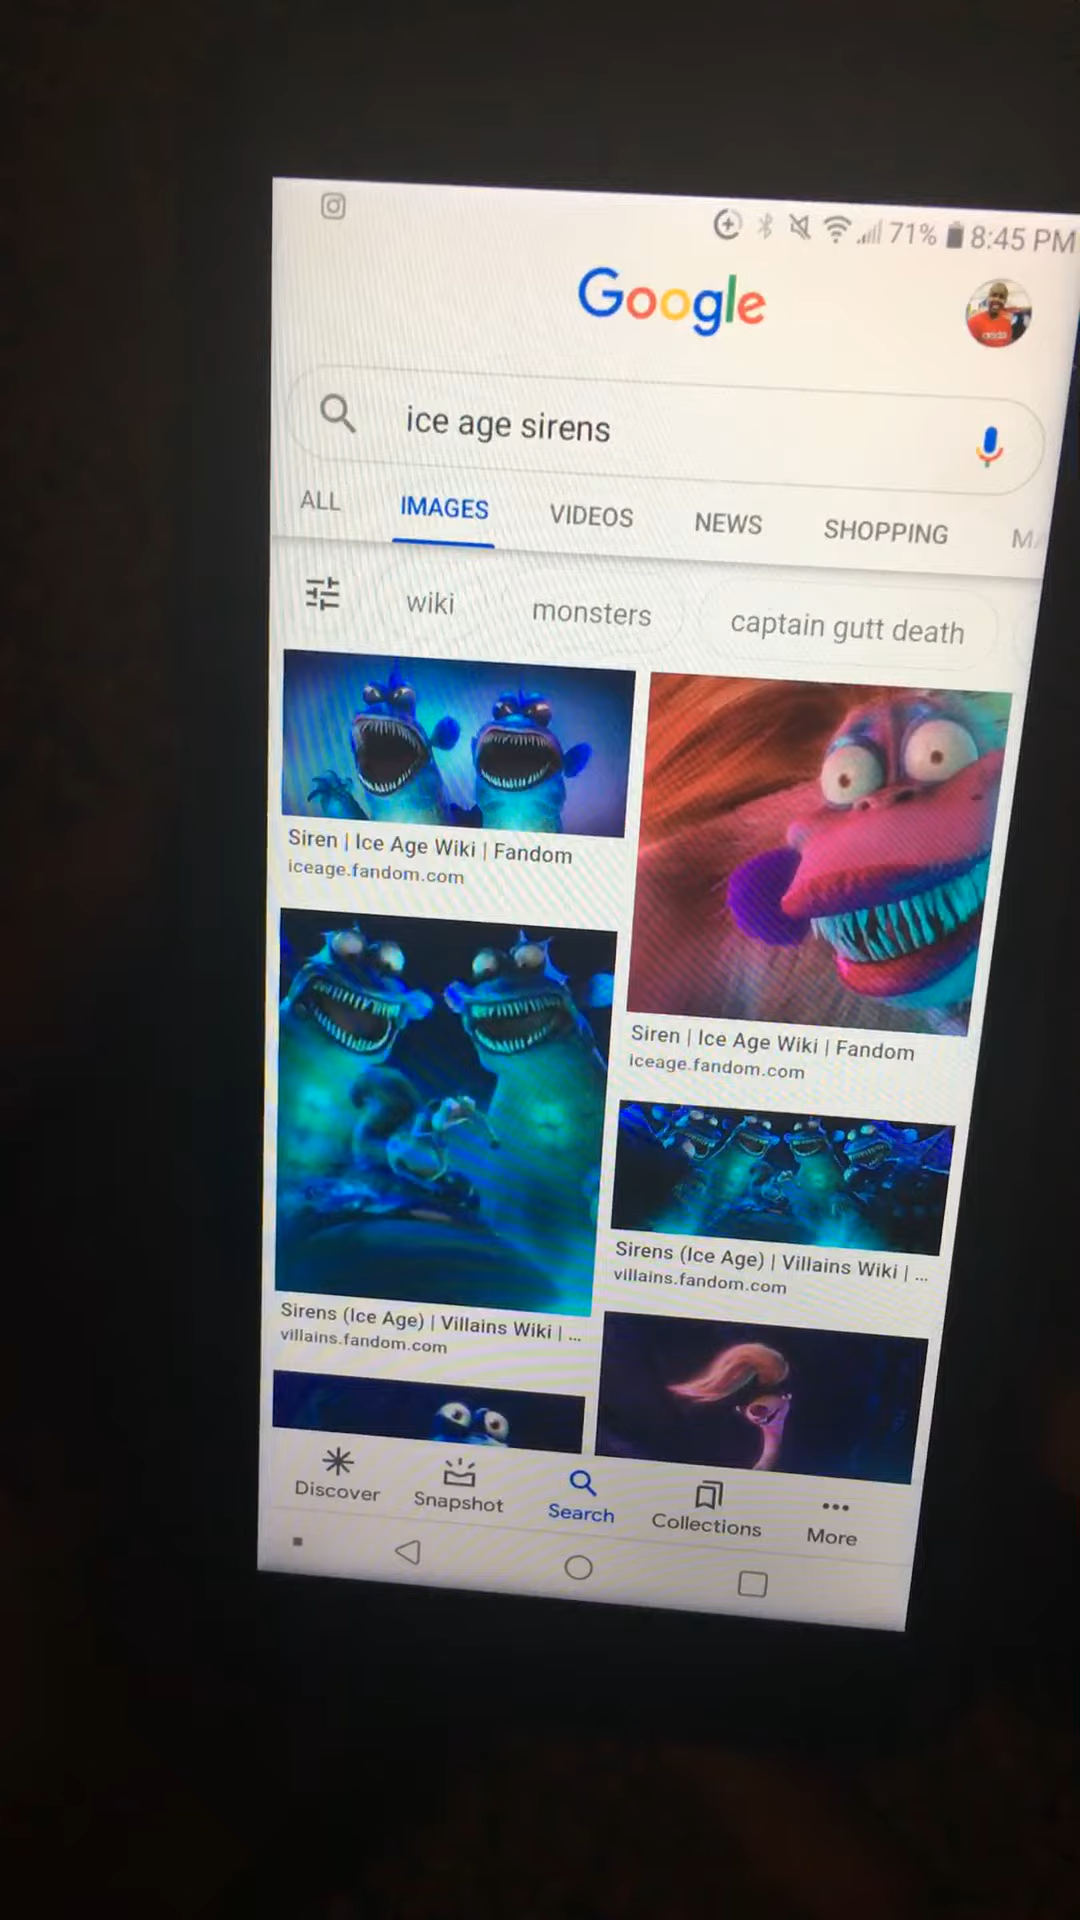 71% 8:45 PM
Google
ice age sirens
ALL IMAGES VIDEOS NEWS SHOPPING
wiki monsters captain gutt death
Siren | Ice Age Wiki | Fandom
iceage.fandom.com
Siren | Ice Age Wiki | Fandom
iceage.fandom.com
Sirens (Ice Age) | Villains Wiki | ...
villains.fandom.com
Sirens (Ice Age) | Villains Wiki | ...
villains.fandom.com
Discover Snapshot Search Collections More